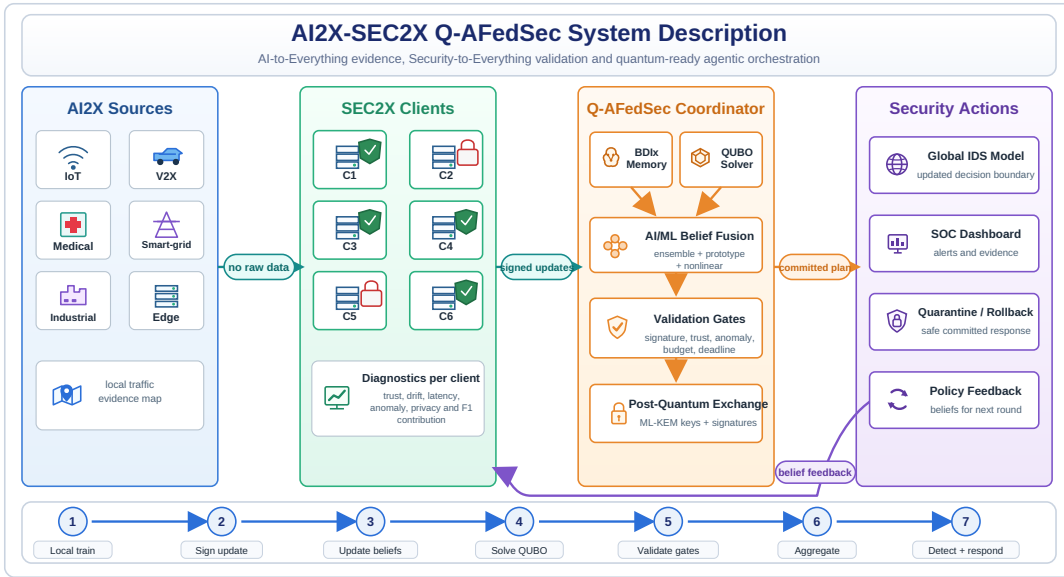 AI2X-SEC2X Q-AFedSec System Description
AI-to-Everything evidence, Security-to-Everything validation and quantum-ready agentic orchestration
AI2X Sources
IoT
V2X
Medical
Smart-grid
Industrial
Edge
local traffic
evidence map
no raw data
SEC2X Clients
C1
C2
C3
C4
C5
C6
Diagnostics per client
trust, drift, latency,
anomaly, privacy and F1
contribution
signed updates
Q-AFedSec Coordinator
BDIx
Memory
QUBO
Solver
AI/ML Belief Fusion
ensemble + prototype
+ nonlinear
Validation Gates
signature, trust, anomaly,
budget, deadline
Post-Quantum Exchange
ML-KEM keys + signatures
committed plan
Security Actions
Global IDS Model
updated decision boundary
SOC Dashboard
alerts and evidence
Quarantine / Rollback
safe committed response
Policy Feedback
beliefs for next round
belief feedback
1
2
3
4
5
6
7
Local train
Sign update
Update beliefs
Solve QUBO
Validate gates
Aggregate
Detect + respond